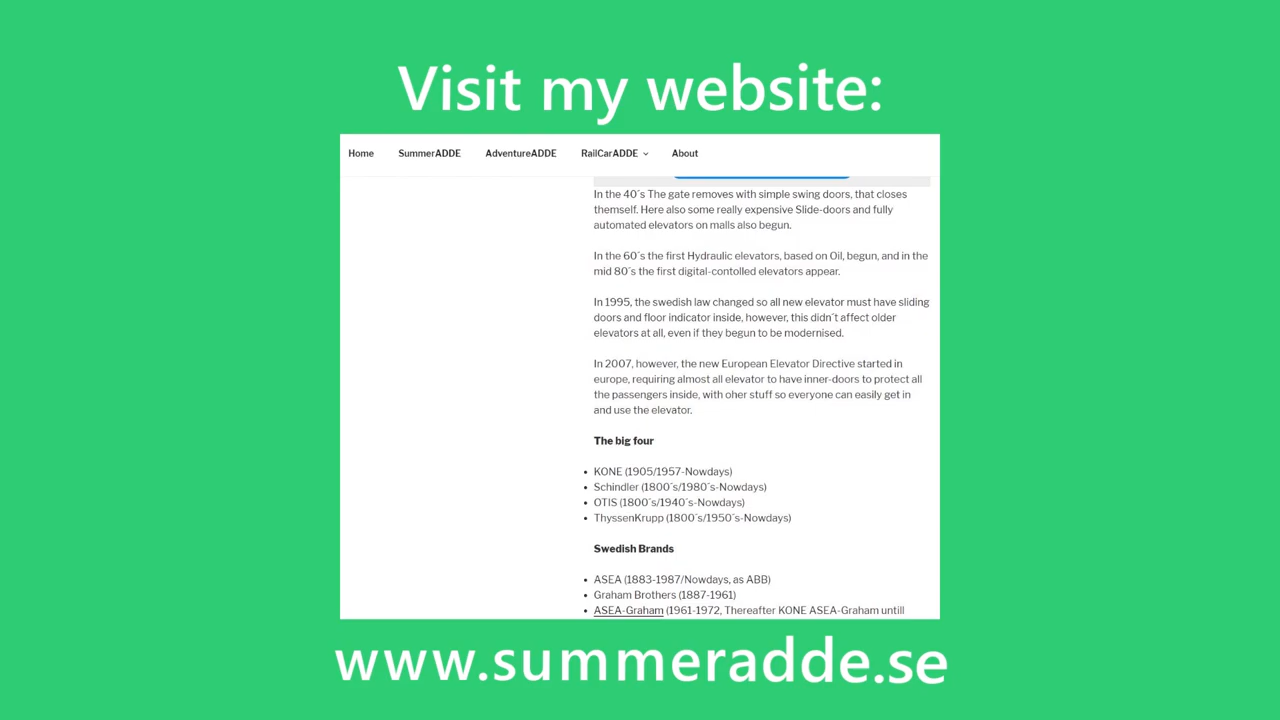 Visit my website:
Home SummerADDE AdventureADDE RailCarADDE About
In the 40´s The gate removes with simple swing doors, that closes
themself. Here also some really expensive Slide-doors and fully
automated elevators on malls also begun.
In the 60´s the first Hydraulic elevators, based on Oil, begun, and in the
mid 80´s the first digital-contolled elevators appear.
In 1995, the swedish law changed so all new elevator must have sliding
doors and floor indicator inside, however, this didn´t affect older
elevators at all, even if they begun to be modernised.
In 2007, however, the new European Elevator Directive started in
europe, requiring almost all elevator to have inner-doors to protect all
the passengers inside, with oher stuff so everyone can easily get in
and use the elevator.
The big four
• KONE (1905/1957-Nowdays)
• Schindler (1800´s/1980´s-Nowdays)
• OTIS (1800´s/1940´s-Nowdays)
• ThyssenKrupp (1800´s/1950´s-Nowdays)
Swedish Brands
• ASEA (1883-1987/Nowdays, as ABB)
• Graham Brothers (1887-1961)
• ASEA-Graham (1961-1972, Thereafter KONE ASEA-Graham untill
www.summeradde.se